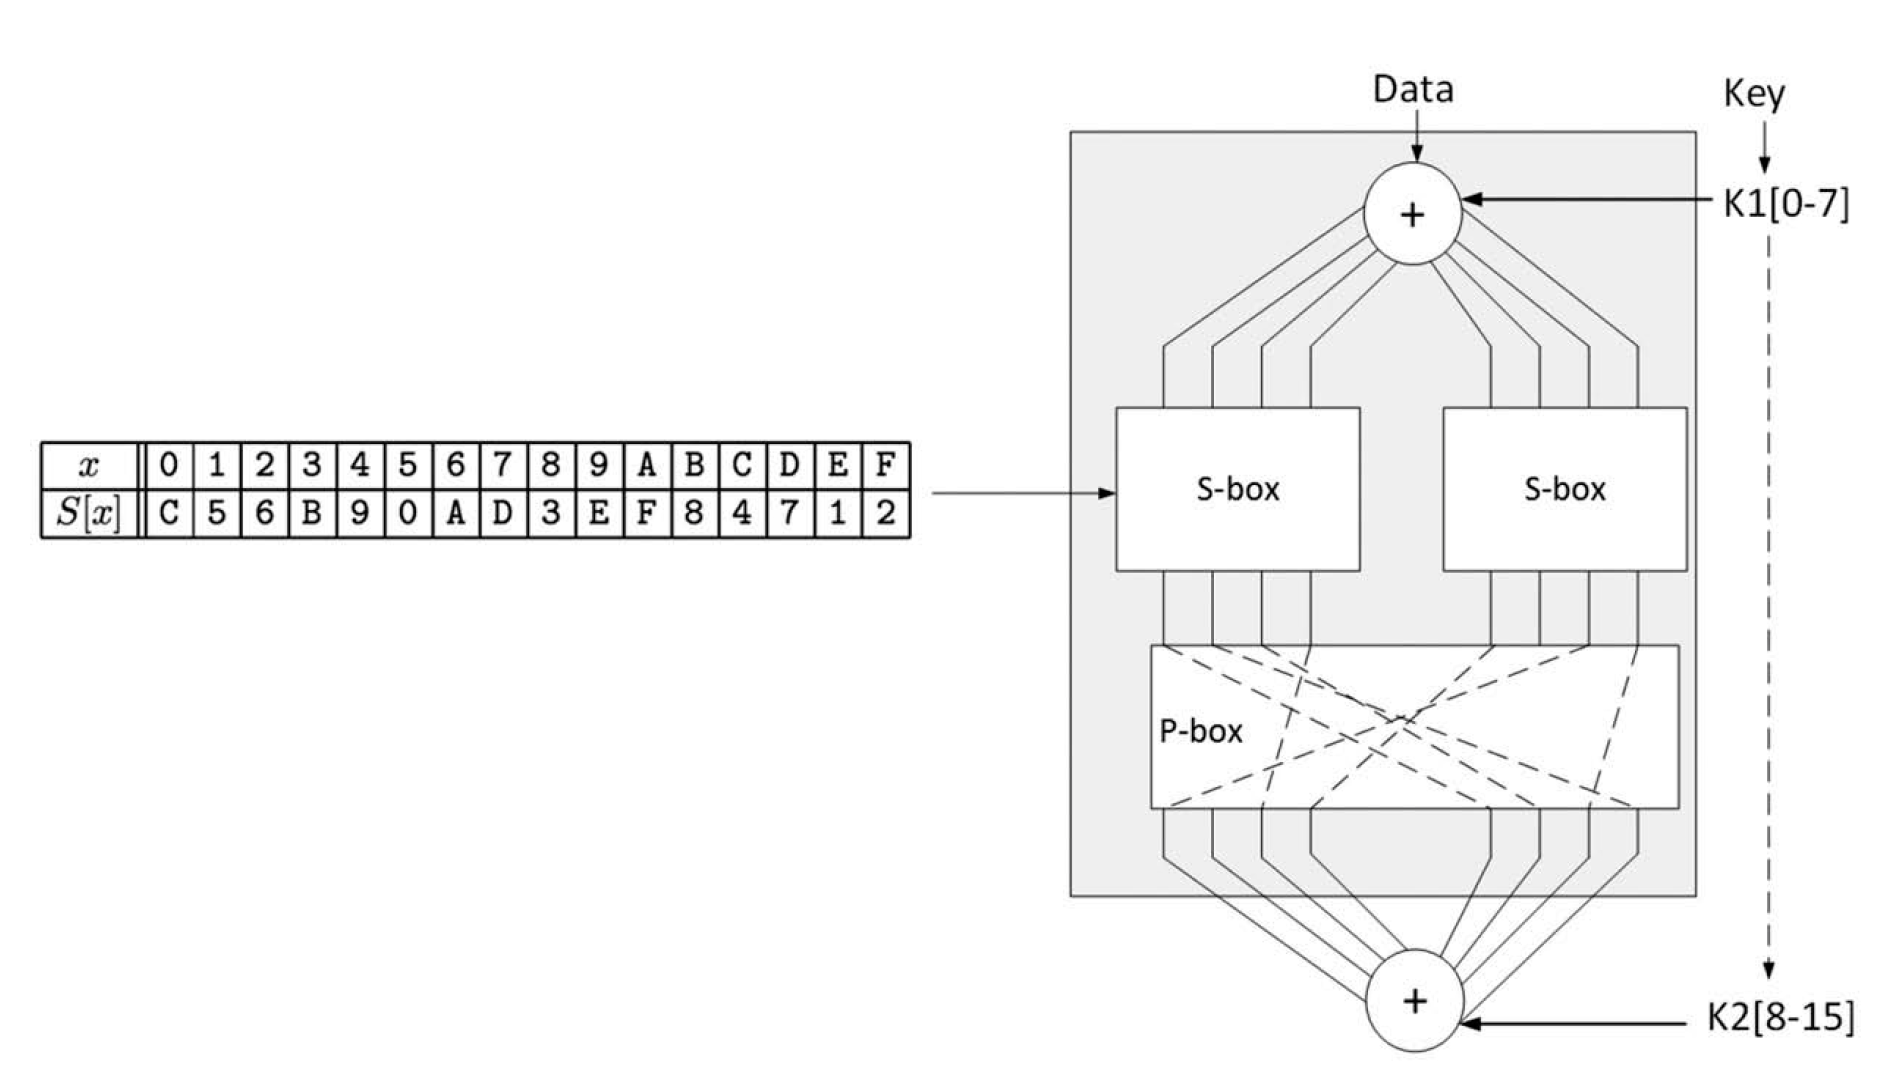 Data
Key
+
K1[0-7]
x 0 1 2 3 4 5 6 7 8 9 A B C D E F
S[x] C 5 6 B 9 0 A D 3 E F 8 4 7 1 2
S-box
S-box
P-box
+
K2[8-15]